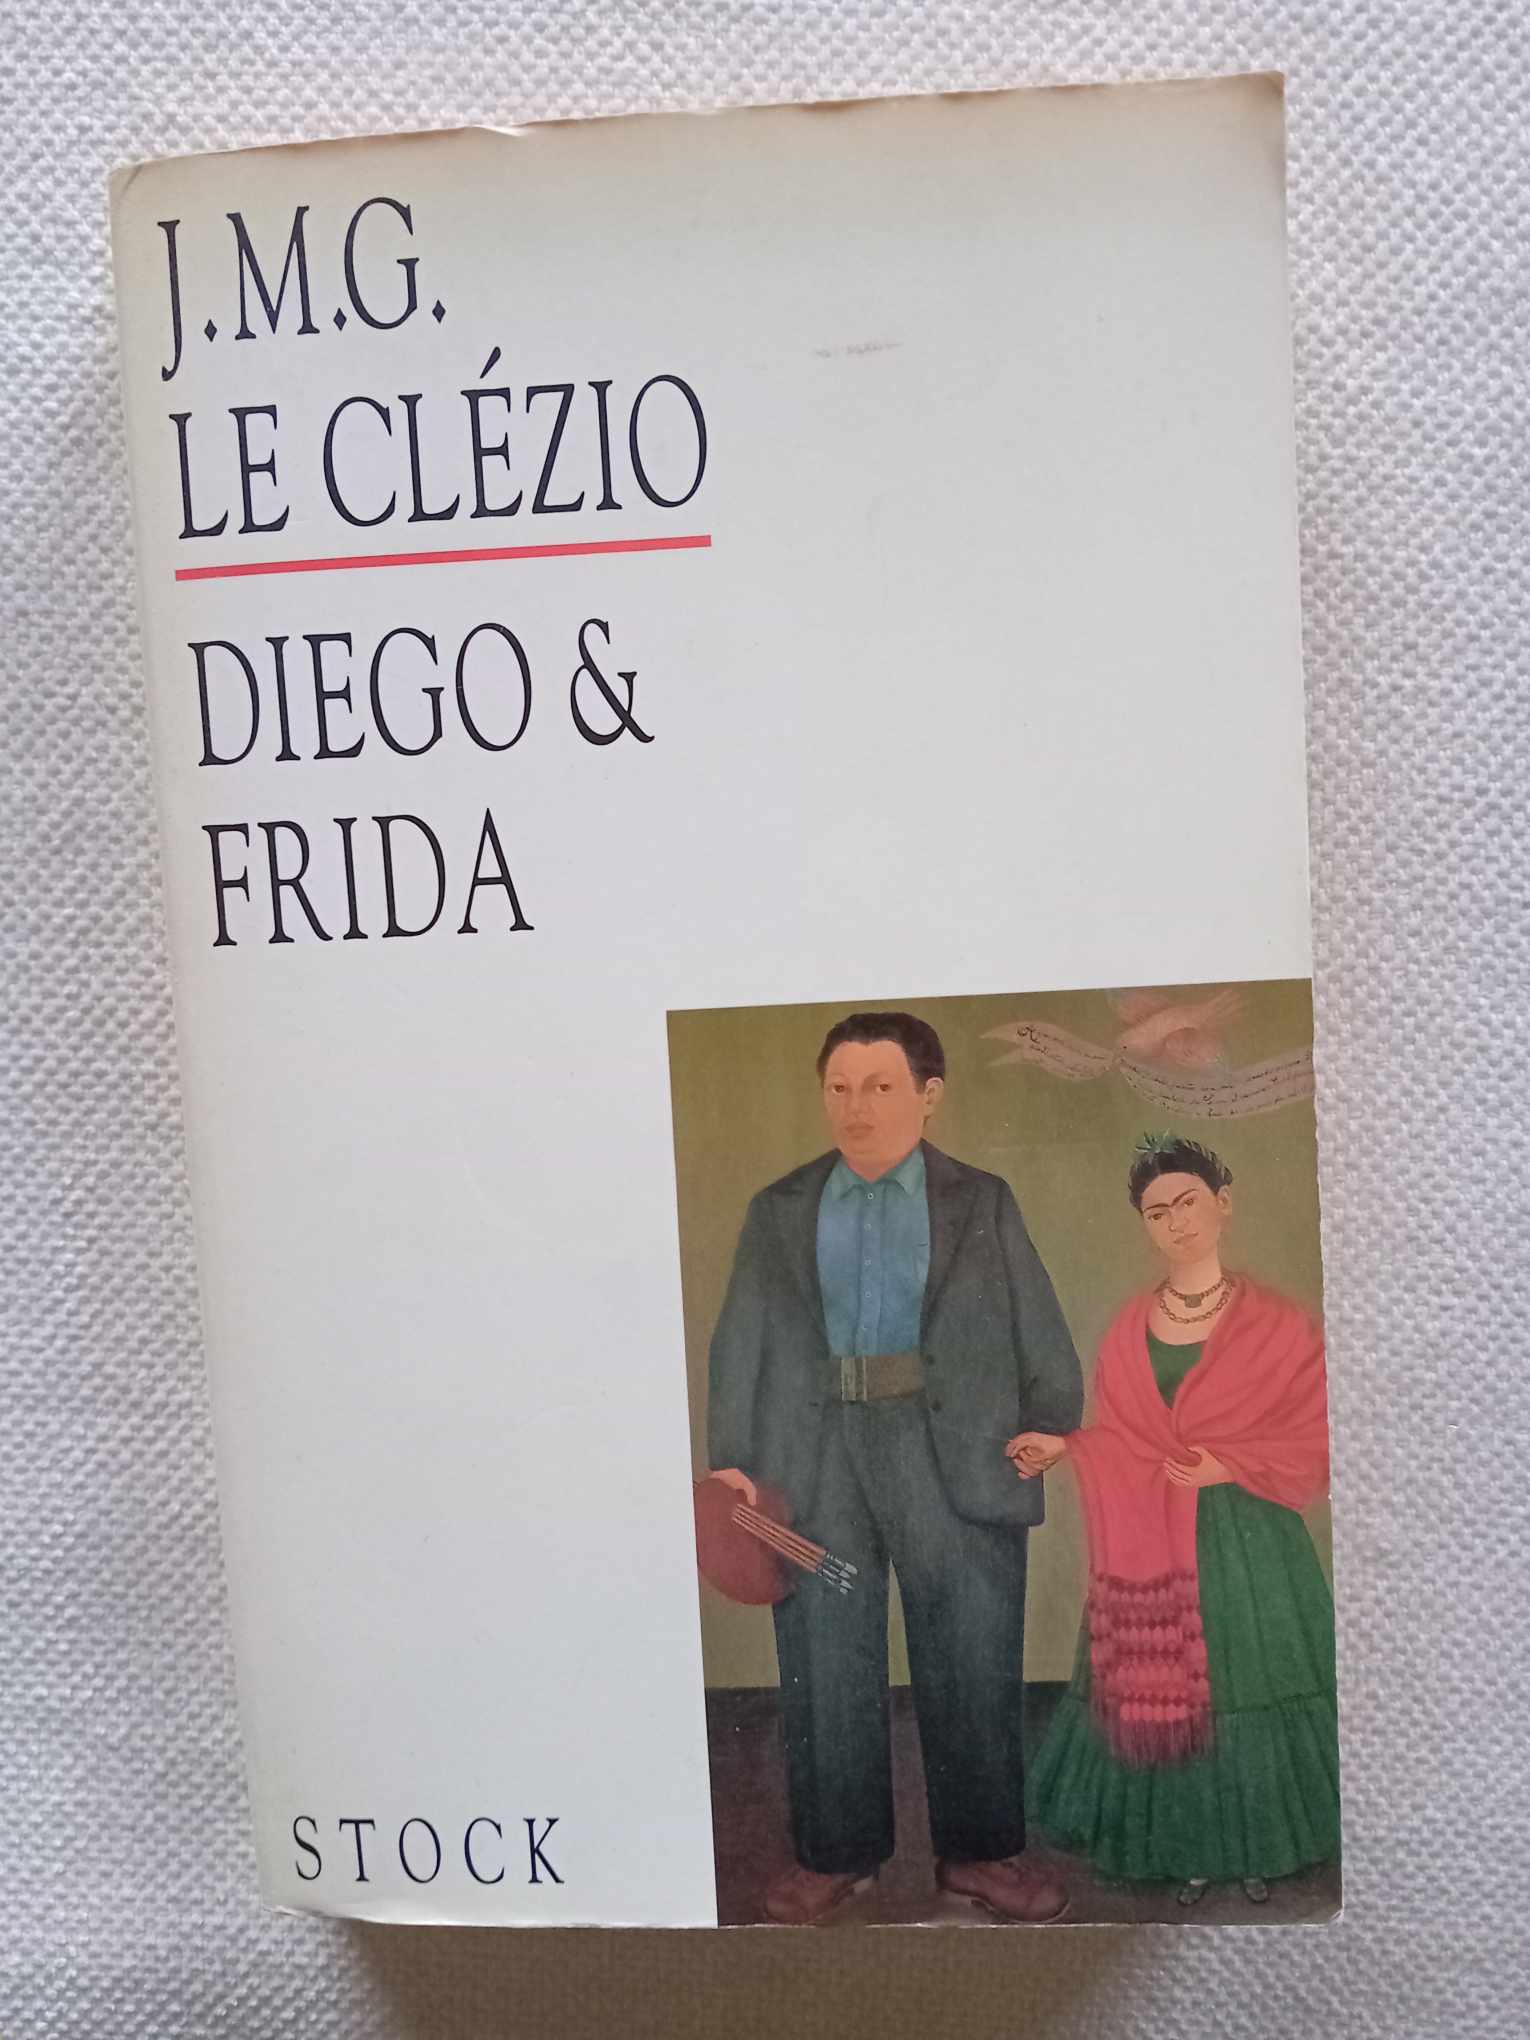 J.M.G.
LE CLÉZIO
DIEGO &
FRIDA
STOCK